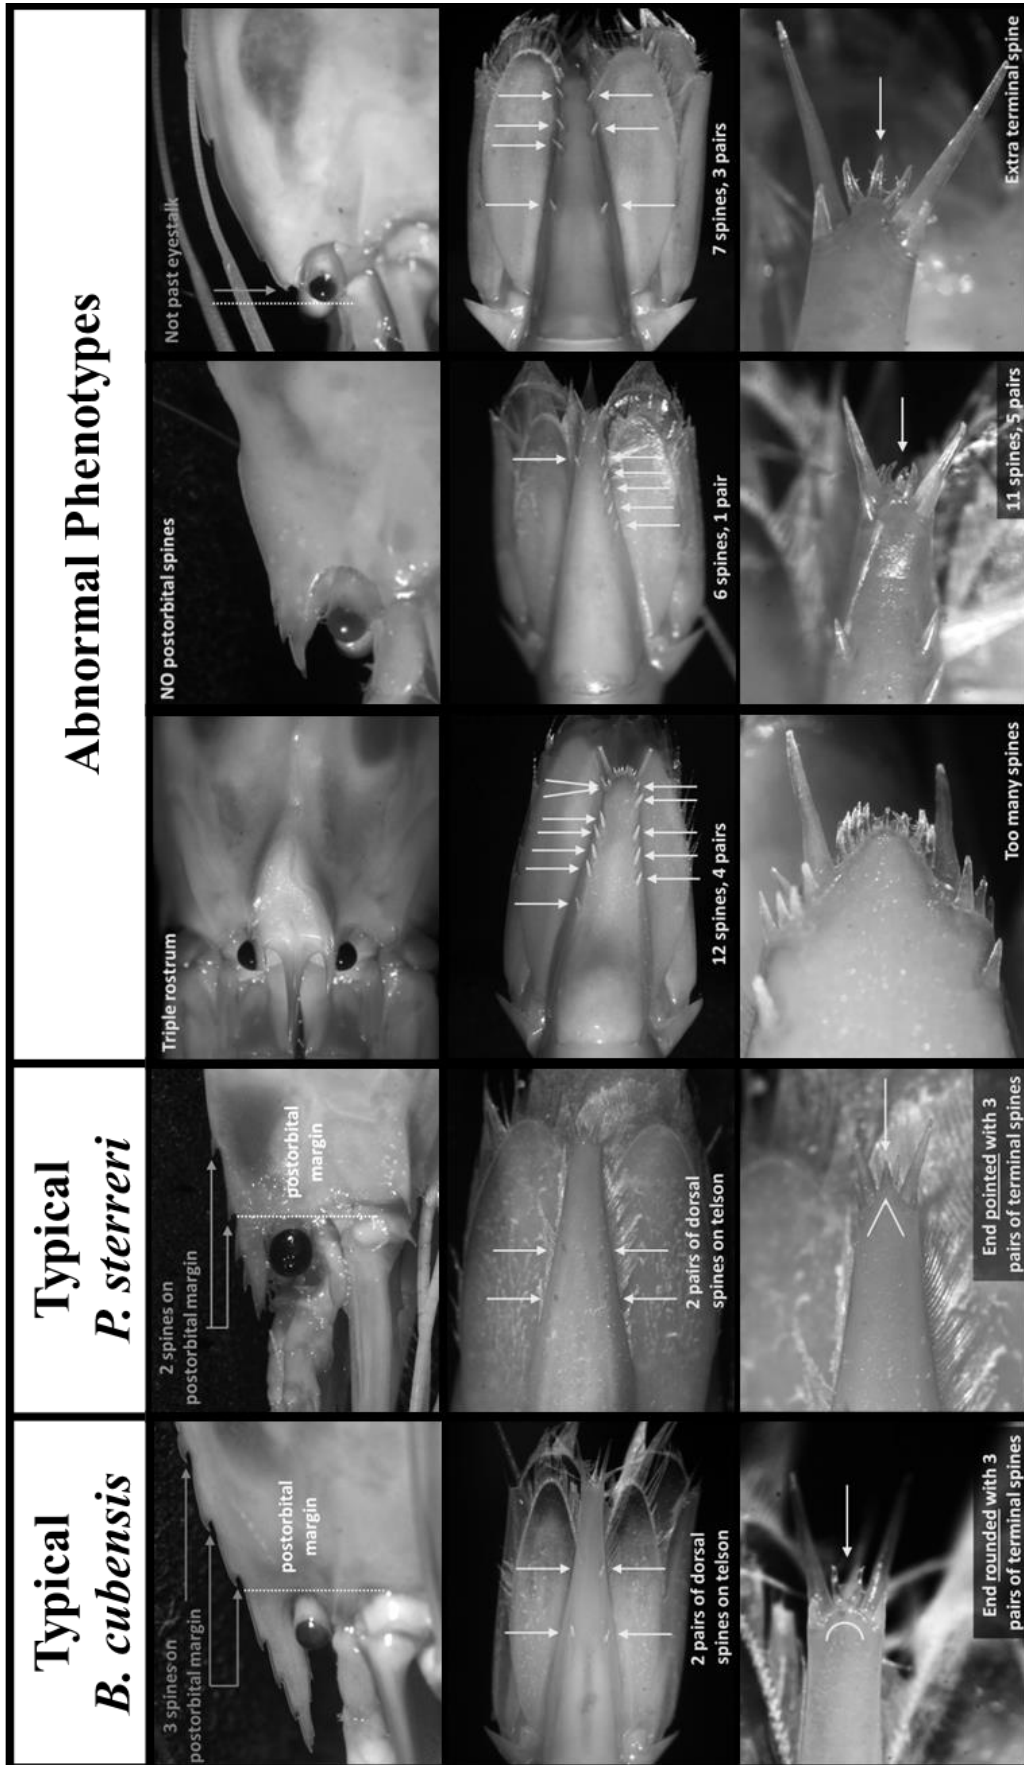 Typical
B. cubensis
Typical
P. sterreri
Abnormal Phenotypes
3 spines on
postorbital margin
postorbital
margin
2 spines on
postorbital margin
postorbital
margin
Triple rostrum
NO postorbital spines
Not past eyestalk
2 pairs of dorsal
spines on telson
2 pairs of dorsal
spines on telson
12 spines, 4 pairs
6 spines, 1 pair
7 spines, 3 pairs
End rounded with 3
pairs of terminal spines
End pointed with 3
pairs of terminal spines
Too many spines
11 spines, 5 pairs
Extra terminal spine